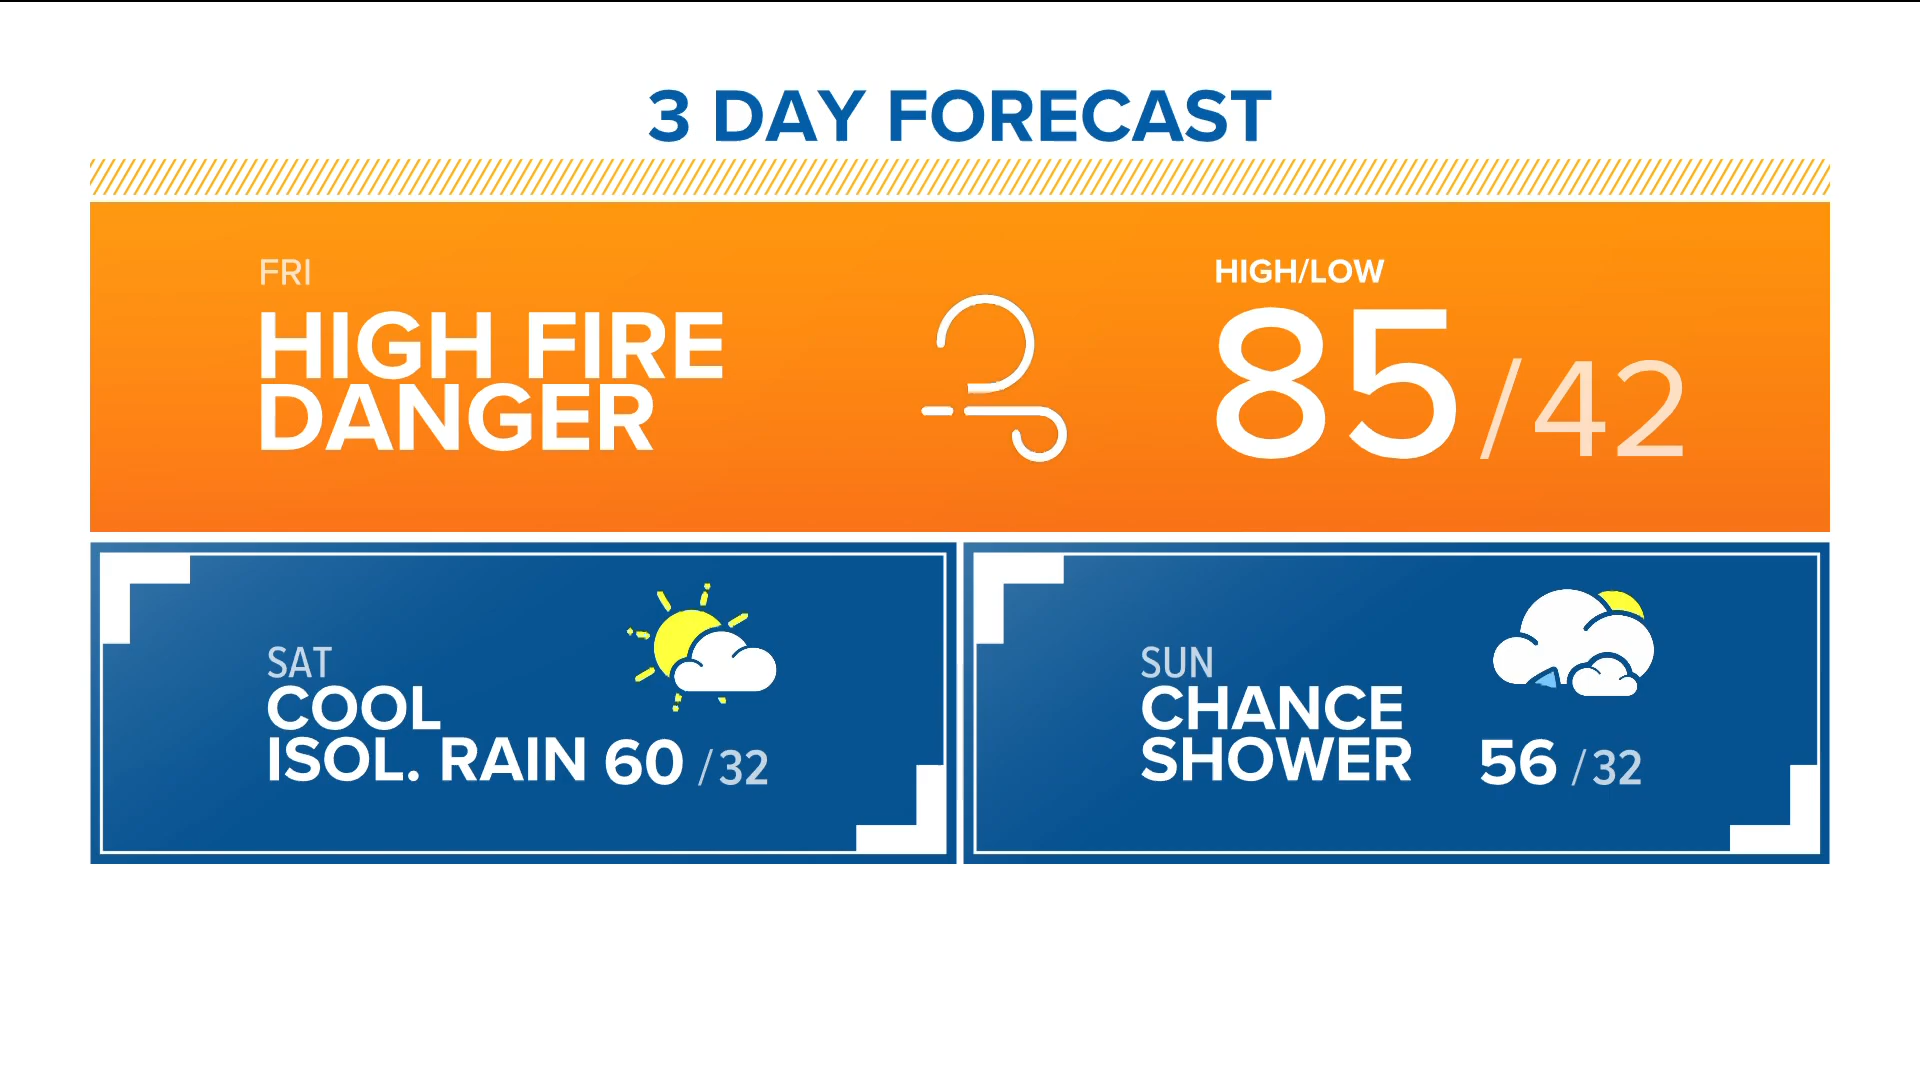 3 DAY FORECAST
FRI
HIGH FIRE
DANGER
HIGH/LOW
85/42
SAT
COOL
ISOL. RAIN 60 /32
SUN
CHANCE
SHOWER 56 /32